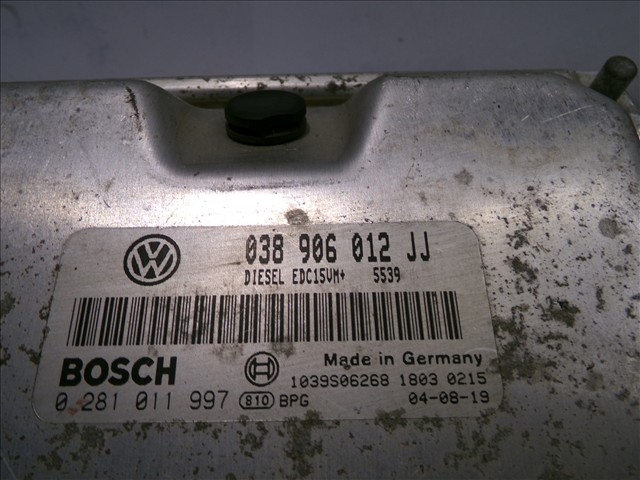 038 906 012 JJ
DIESEL EDC15VM+ 5539
BOSCH
Made in Germany
1039S06268 1803 0215
0 281 011 997 810 BPG 04-08-19